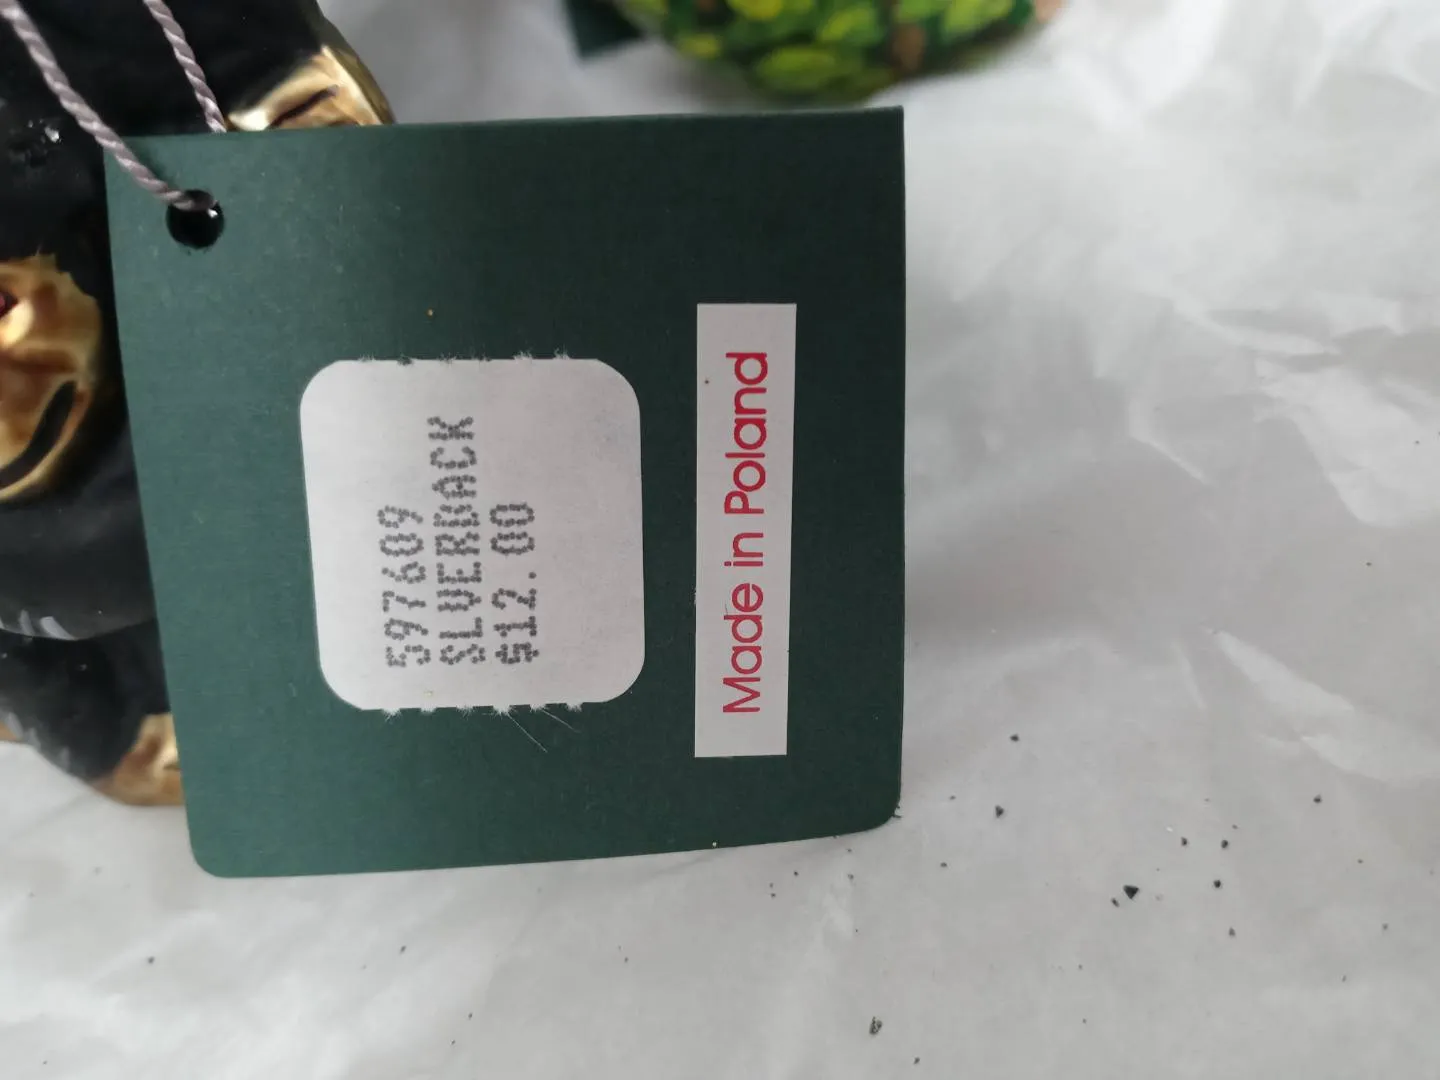 597609
SLVERBACK
$12.00
Made in Poland